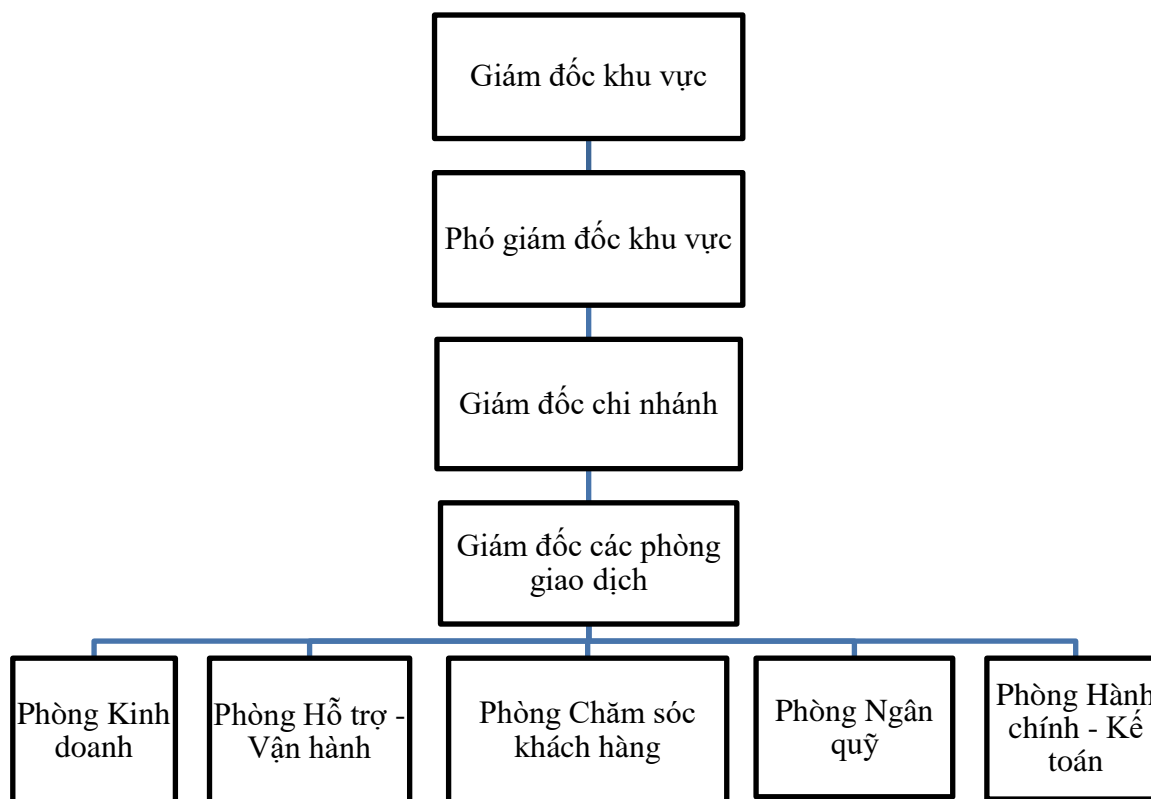 Giám đốc khu vực
Phó giám đốc khu vực
Giám đốc chi nhánh
Giám đốc các phòng
giao dịch
Phòng Kinh
doanh
Phòng Hỗ trợ -
Vận hành
Phòng Chăm sóc
khách hàng
Phòng Ngân
quỹ
Phòng Hành
chính - Kế
toán